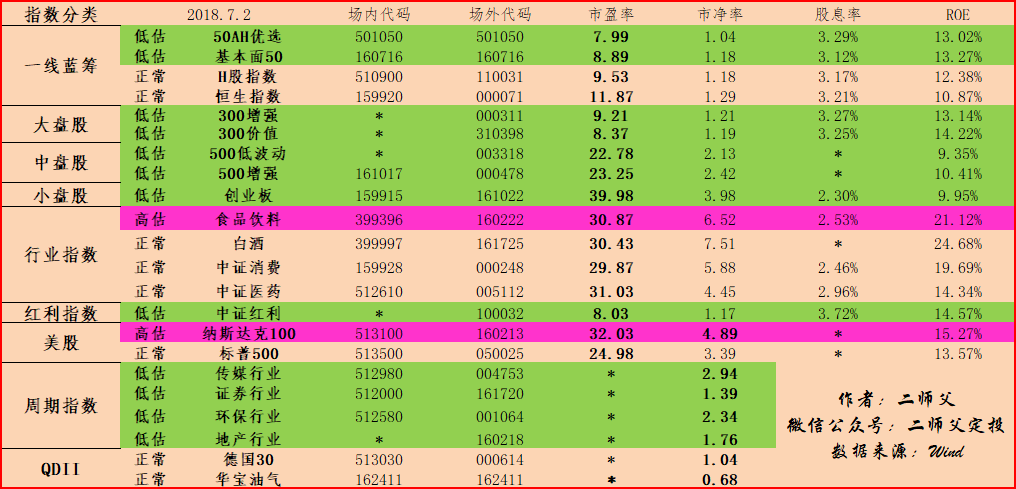 指数分类 2018.7.2 场内代码 场外代码 市盈率 市净率 股息率 ROE
一线蓝筹
低估 50AH优选 501050 501050 7.99 1.04 3.29% 13.02%
低估 基本面50 160716 160716 8.89 1.18 3.12% 13.27%
正常 H股指数 510900 110031 9.53 1.18 3.17% 12.38%
正常 恒生指数 159920 000071 11.87 1.29 3.21% 10.87%
大盘股
低估 300增强 * 000311 9.21 1.21 3.27% 13.14%
低估 300价值 * 310398 8.37 1.19 3.25% 14.22%
中盘股
低估 500低波动 * 003318 22.78 2.13 * 9.35%
低估 500增强 161017 000478 23.25 2.42 * 10.41%
小盘股 低估 创业板 159915 161022 39.98 3.98 2.30% 9.95%
行业指数
高估 食品饮料 399396 160222 30.87 6.52 2.53% 21.12%
正常 白酒 399997 161725 30.43 7.51 * 24.68%
正常 中证消费 159928 000248 29.87 5.88 2.46% 19.69%
正常 中证医药 512610 005112 31.03 4.45 2.96% 14.34%
红利指数 低估 中证红利 * 100032 8.03 1.17 3.72% 14.57%
美股
高估 纳斯达克100 513100 160213 32.03 4.89 * 15.27%
正常 标普500 513500 050025 24.98 3.39 * 13.57%
周期指数
低估 传媒行业 512980 004753 * 2.94
低估 证券行业 512000 161720 * 1.39
低估 环保行业 512580 001064 * 2.34
低估 地产行业 * 160218 * 1.76
QDII
正常 德国30 513030 000614 * 1.04
正常 华宝油气 162411 162411 * 0.68
作者：二师父
微信公众号：二师父定投
数据来源：Wind